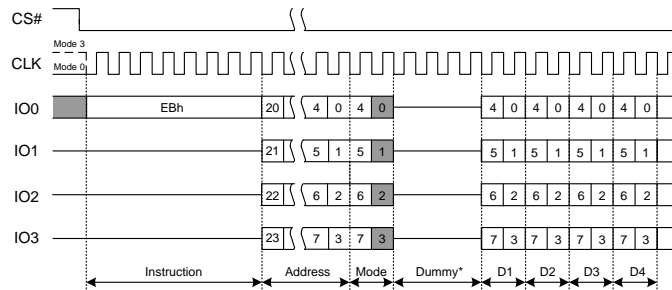 CS#
Mode 3
CLK
Mode 0
IO0 EBh 20 4 0 4 0 4 0 4 0 4 0 4 0
IO1 21 5 1 5 1 5 1 5 1 5 1 5 1
IO2 22 6 2 6 2 6 2 6 2 6 2 6 2
IO3 23 7 3 7 3 7 3 7 3 7 3 7 3
Instruction Address Mode Dummy* D1 D2 D3 D4